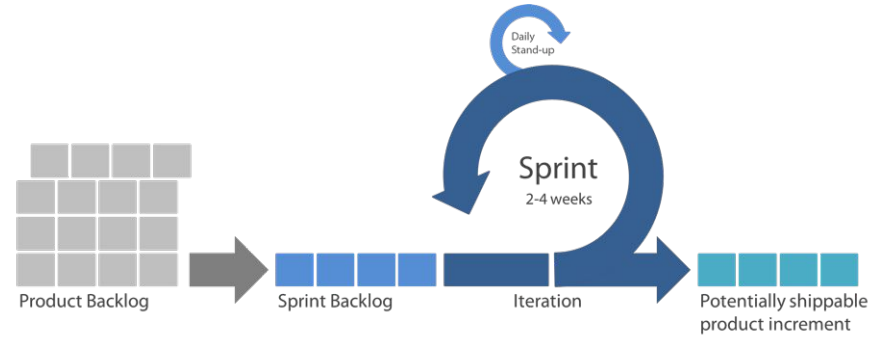 Daily
Stand-up
Sprint
2-4 weeks
Product Backlog
Sprint Backlog
Iteration
Potentially shippable
product increment